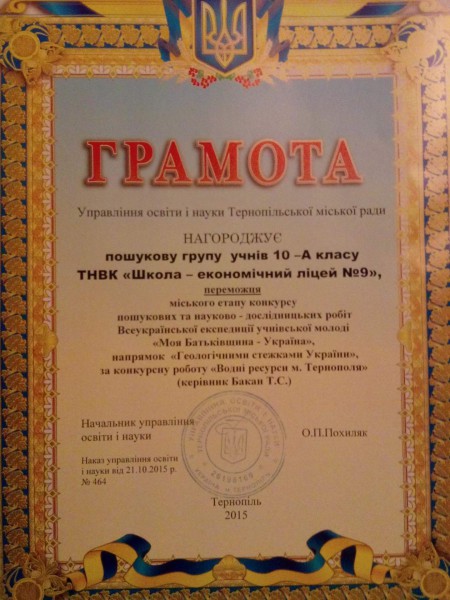 ГРАМОТА
Управління освіти і науки Тернопільської міської ради
НАГОРОДЖУЄ
пошукову групу учнів 10 –А класу
ТНВК «Школа – економічний ліцей №9»,
переможця
міського етапу конкурсу
пошукових та науково - дослідницьких робіт
Всеукраїнської експедиції учнівської молоді
«Моя Батьківщина - Україна»,
напрямок «Геологічними стежками України»,
за конкурсну роботу «Водні ресурси м. Тернополя»
(керівник Бакан Т.С.)
Начальник управління
освіти і науки
О.П.Похиляк
Наказ управління освіти
і науки від 21.10.2015 р.
№ 464
Тернопіль
2015